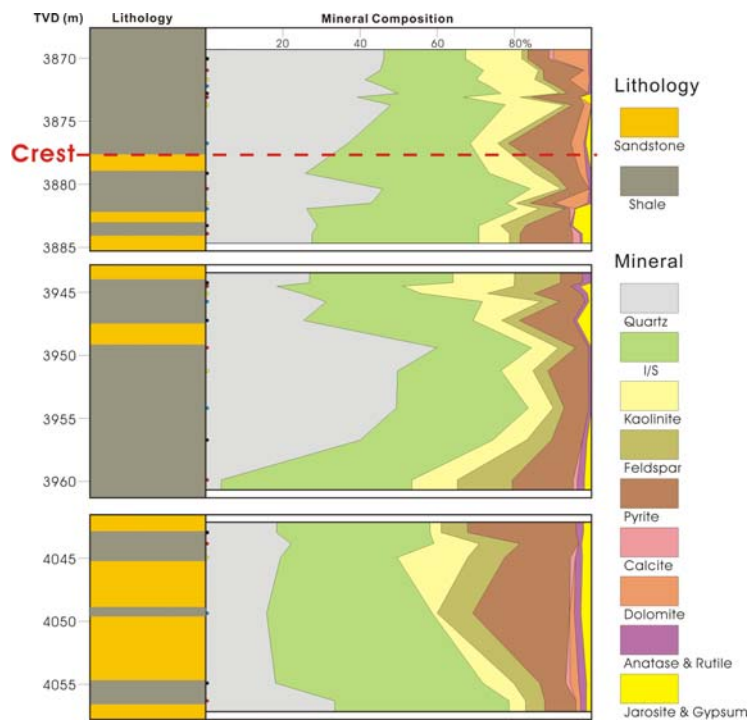 TVD (m) Lithology Mineral Composition
20 40 60 80%
3870
3875
Crest
3880
3885
3945
3950
3955
3960
4045
4050
4055
Lithology
Sandstone
Shale
Mineral
Quartz
I/S
Kaolinite
Feldspar
Pyrite
Calcite
Dolomite
Anatase & Rutile
Jarosite & Gypsum